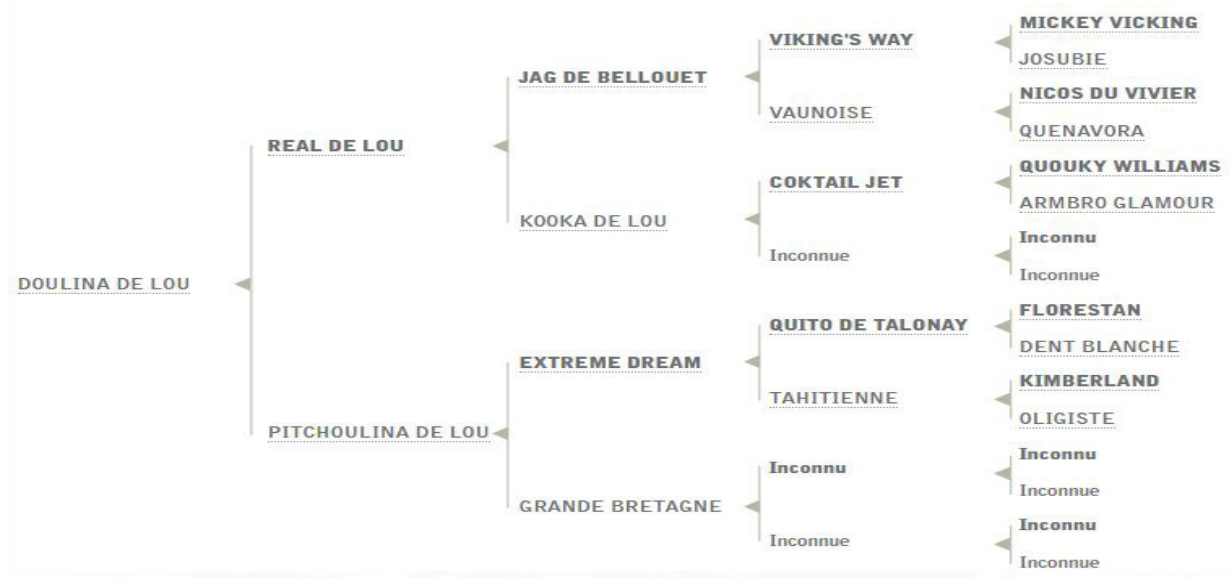 MICKEY VICKING
VIKING'S WAY
JOSUBIE
JAG DE BELLOUET
NICOS DU VIVIER
VAUNOISE
QUENAVORA
REAL DE LOU
QUOUKY WILLIAMS
COKTAIL JET
ARMBRO GLAMOUR
KOOKA DE LOU
Inconnu
Inconnue
Inconnue
DOULINA DE LOU
FLORESTAN
QUITO DE TALONAY
DENT BLANCHE
EXTREME DREAM
KIMBERLAND
TAHITIENNE
OLIGISTE
PITCHOULINA DE LOU
Inconnu
Inconnu
Inconnue
GRANDE BRETAGNE
Inconnu
Inconnue
Inconnue